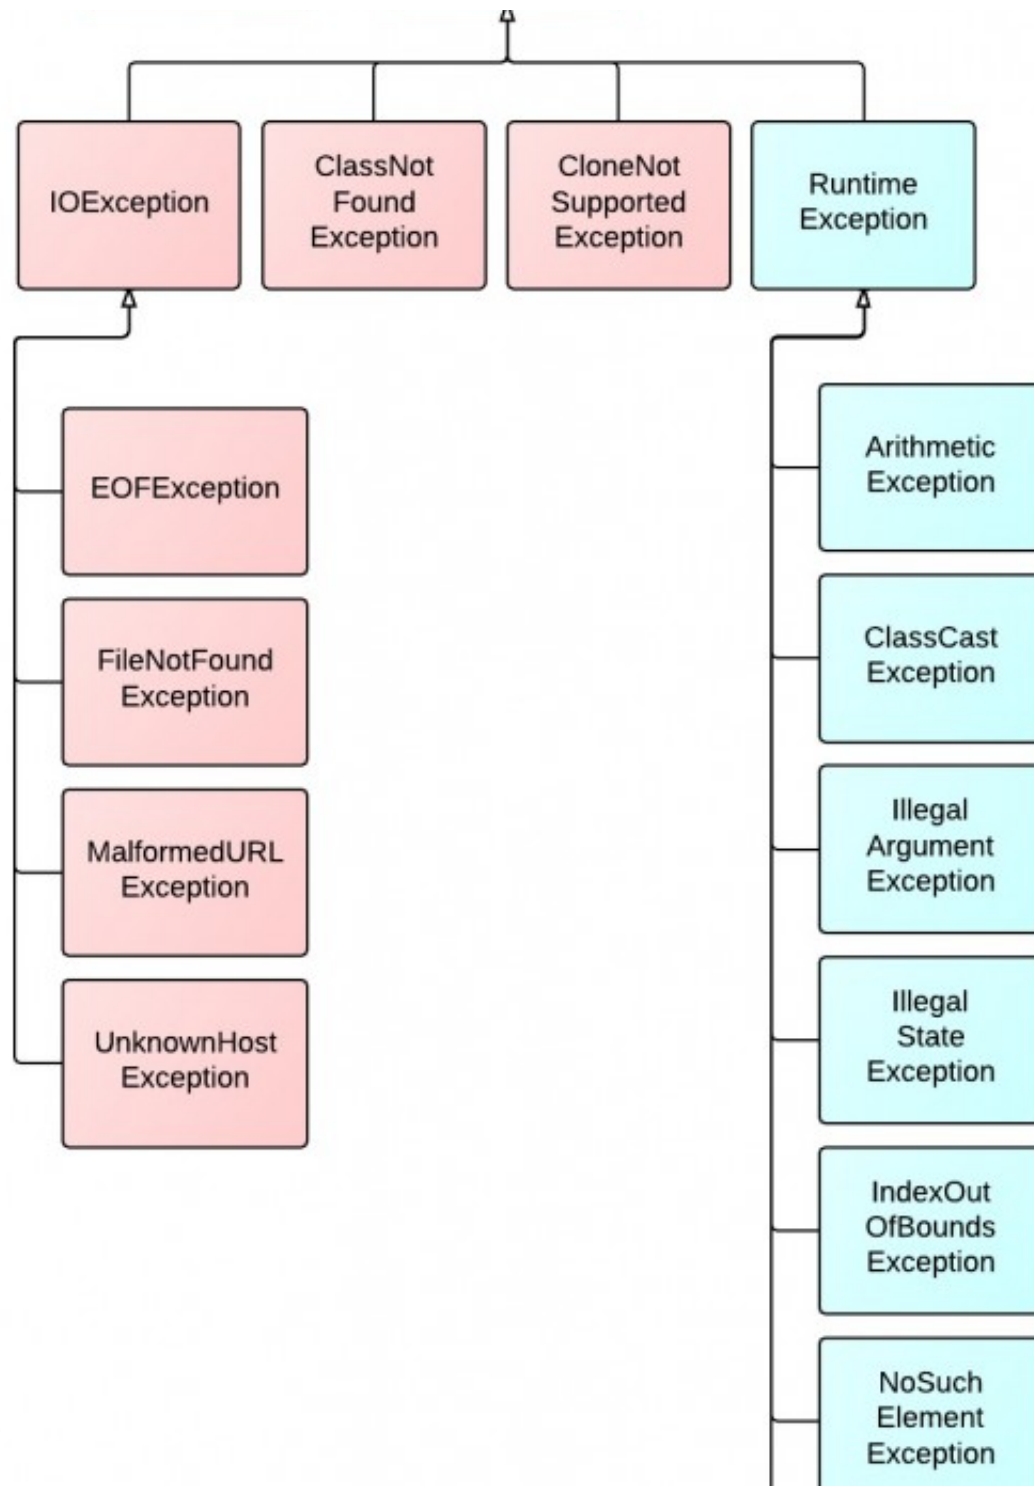 IOException
ClassNot
Found
Exception
CloneNot
Supported
Exception
Runtime
Exception
EOFException
FileNotFound
Exception
MalformedURL
Exception
UnknownHost
Exception
Arithmetic
Exception
ClassCast
Exception
Illegal
Argument
Exception
Illegal
State
Exception
IndexOut
OfBounds
Exception
NoSuch
Element
Exception